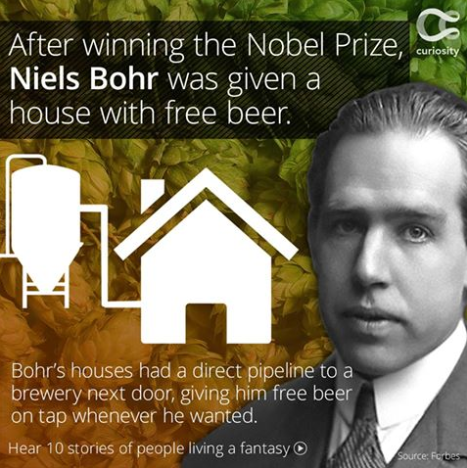 After winning the Nobel Prize,
curiosity
Niels Bohr was given a
house with free beer.
Bohr's houses had a direct pipeline to a
brewery next door, giving him free beer
on tap whenever he wanted.
Hear 10 stories of people living a fantasy
Source: Forbes